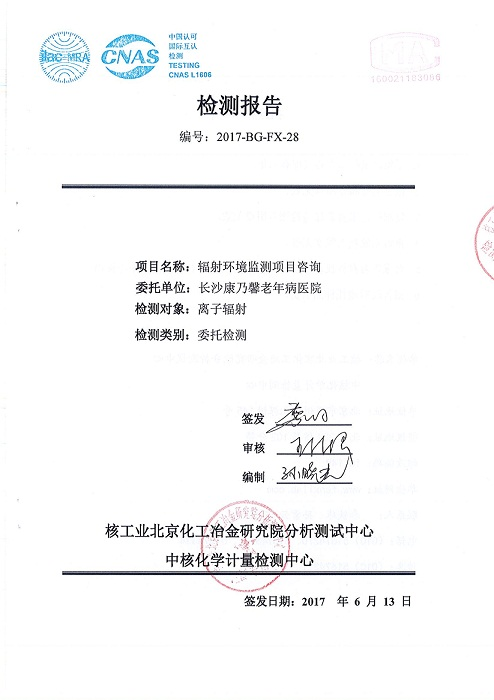 ilac-MRA
CNAS
中国认可
国际互认
检测
TESTING
CNAS L1606
160021103096
检测报告
编号：2017-BG-FX-28
项目名称：辐射环境监测项目咨询
委托单位：长沙康乃馨老年病医院
检测对象：离子辐射
检测类别：委托检测
签发
审核
编制
核工业北京化工冶金研究院分析测试中心
中核化学计量检测中心
签发日期：2017 年 6 月 13 日